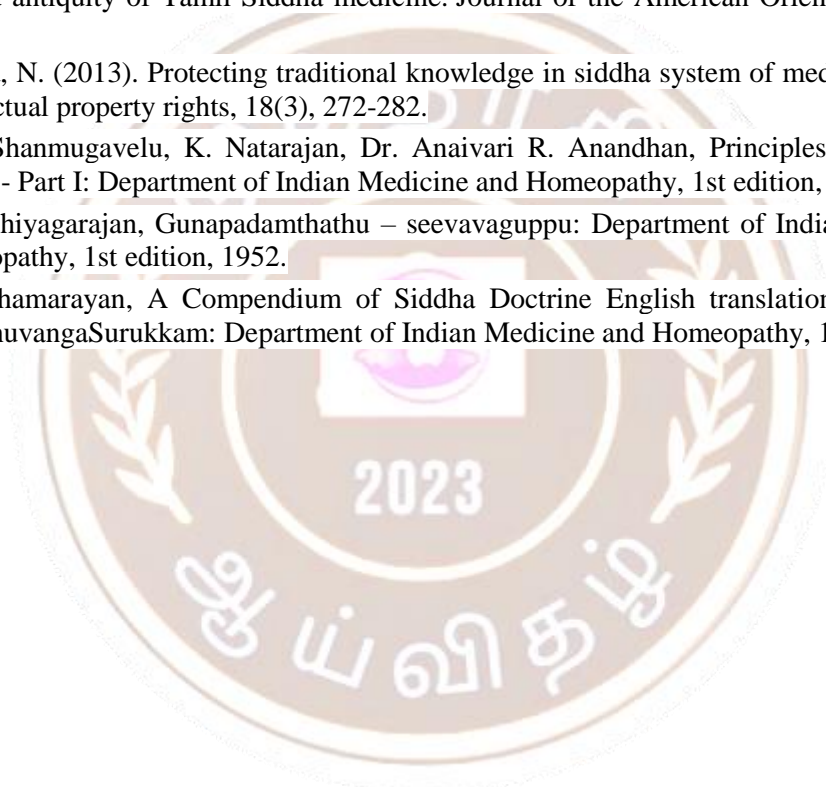 antiquity of Tamil Siddha medicine. Journal of the American Orien
, N. (2013). Protecting traditional knowledge in siddha system of med
ctual property rights, 18(3), 272-282.
Shanmugavelu, K. Natarajan, Dr. Anaivari R. Anandhan, Principles
- Part I: Department of Indian Medicine and Homeopathy, 1st edition,
hiyagarajan, Gunapadamthathu – seevavaguppu: Department of India
opathy, 1st edition, 1952.
hamarayan, A Compendium of Siddha Doctrine English translation
uvangaSurukkam: Department of Indian Medicine and Homeopathy, 1
2023
ஆய்விதழ்